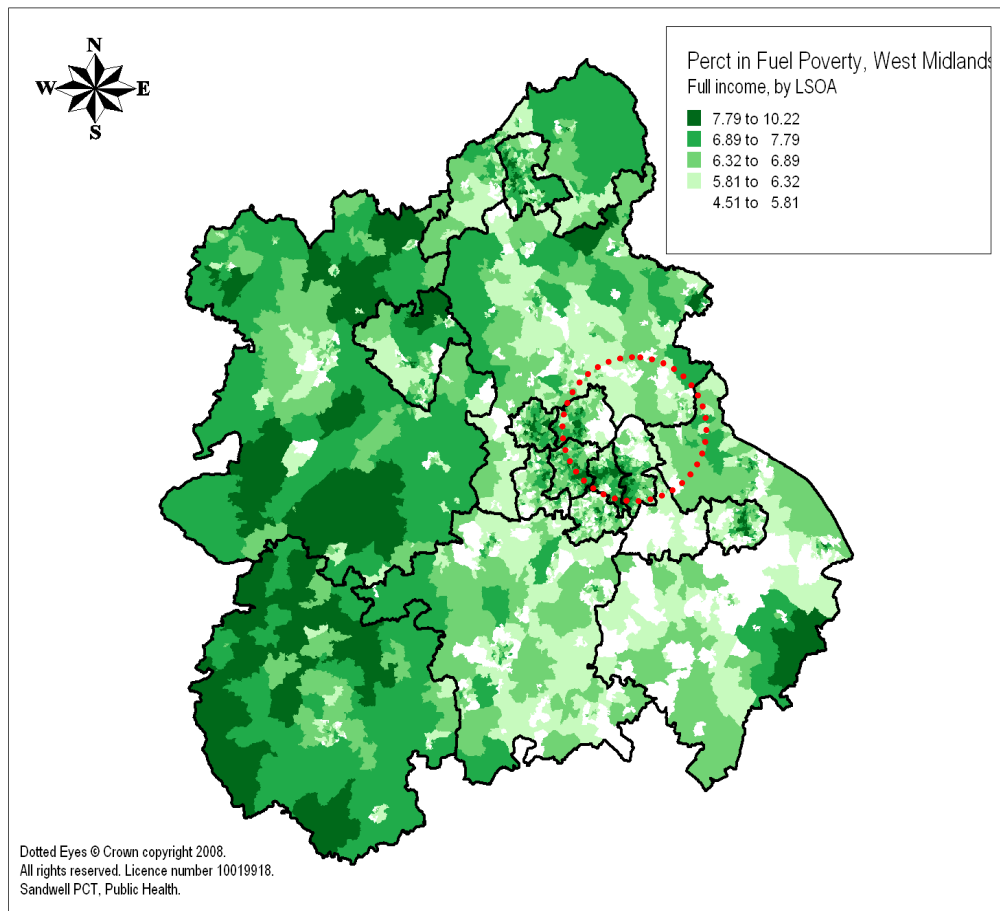 N
W E
S
Perct in Fuel Poverty, West Midlands
Full income, by LSOA
7.79 to 10.22
6.89 to 7.79
6.32 to 6.89
5.81 to 6.32
4.51 to 5.81
Dotted Eyes © Crown copyright 2008.
All rights reserved. Licence number 10019918.
Sandwell PCT, Public Health.